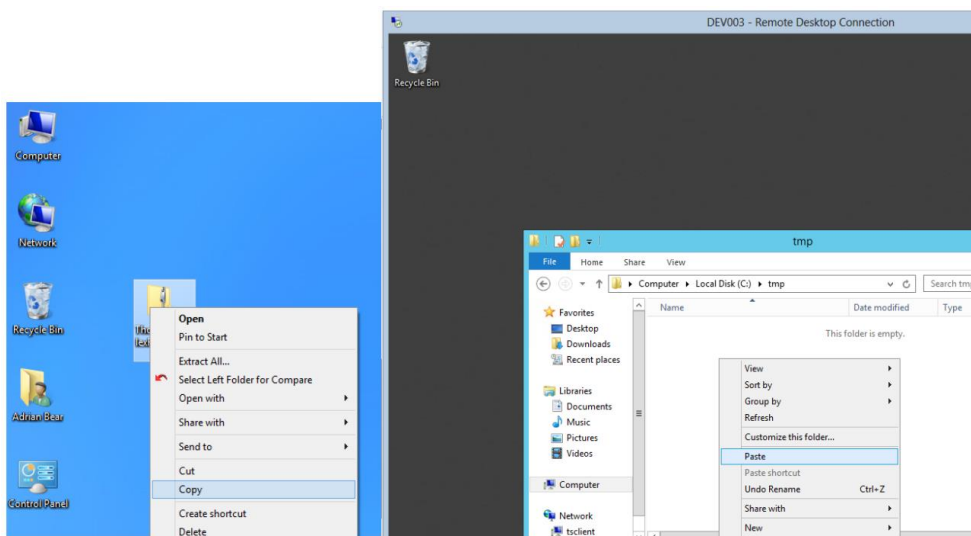 DEV003 - Remote Desktop Connection
Recycle Bin
Computer
Network
Recycle Bin
Adrian Bear
Control Panel
The
Open
Pin to Start
Extract All...
Select Left Folder for Compare
Open with
Share with
Send to
Cut
Copy
Create shortcut
Delete
tmp
File Home Share View
Computer Local Disk (C:) tmp
Search tmp
Name Date modified Type
This folder is empty.
Favorites
Desktop
Downloads
Recent places
Libraries
Documents
Music
Pictures
Videos
Computer
Network
tsclient
View
Sort by
Group by
Refresh
Customize this folder...
Paste
Paste shortcut
Undo Rename Ctrl+Z
Share with
New